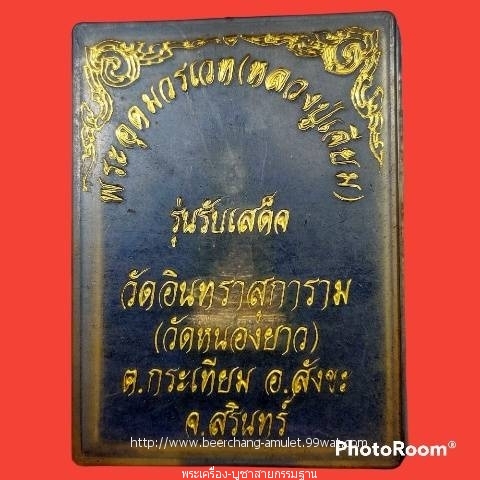 พระอุดมวรเวท(หลวงปู่เจียม)
รุ่นรับเสด็จ
วัดอินทราสุการาม
(วัดหนองยาว)
ต.กระเทียม อ.สังขะ
จ.สุรินทร์
http://www.beerchang-amulet.99wat.com
PhotoRoom®
พระเครื่อง-บูชาสายกรรมฐาน